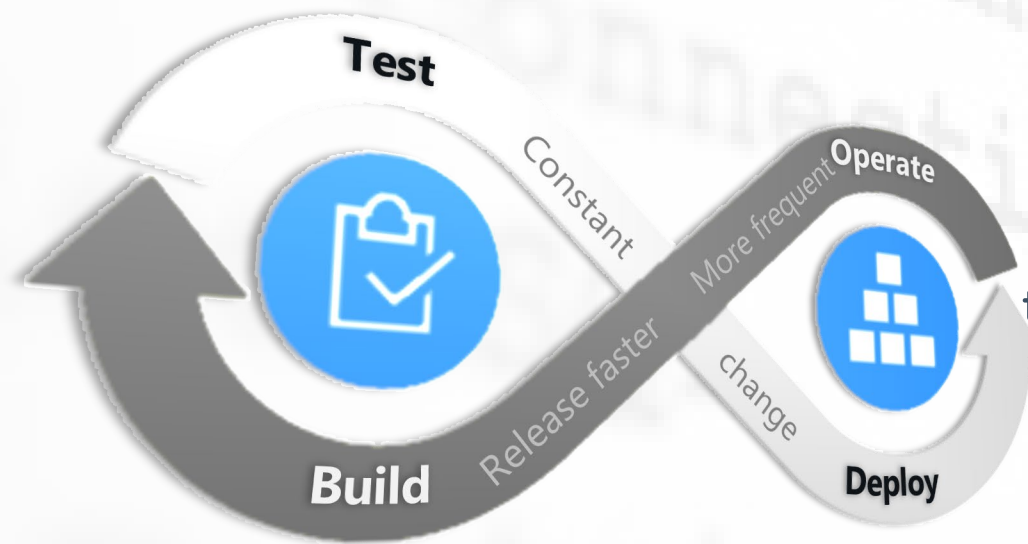 Test
Constant
change
Operate
More frequent
Release faster
Build
Deploy